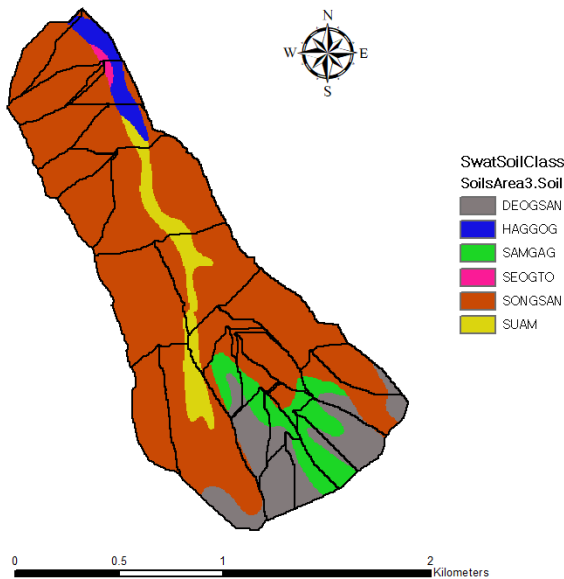 N
W E
S
SwatSoilClass
SoilsArea3.Soil
DEOGSAN
HAGGOG
SAMGAG
SEOGTO
SONGSAN
SUAM
0 0.5 1 2
Kilometers